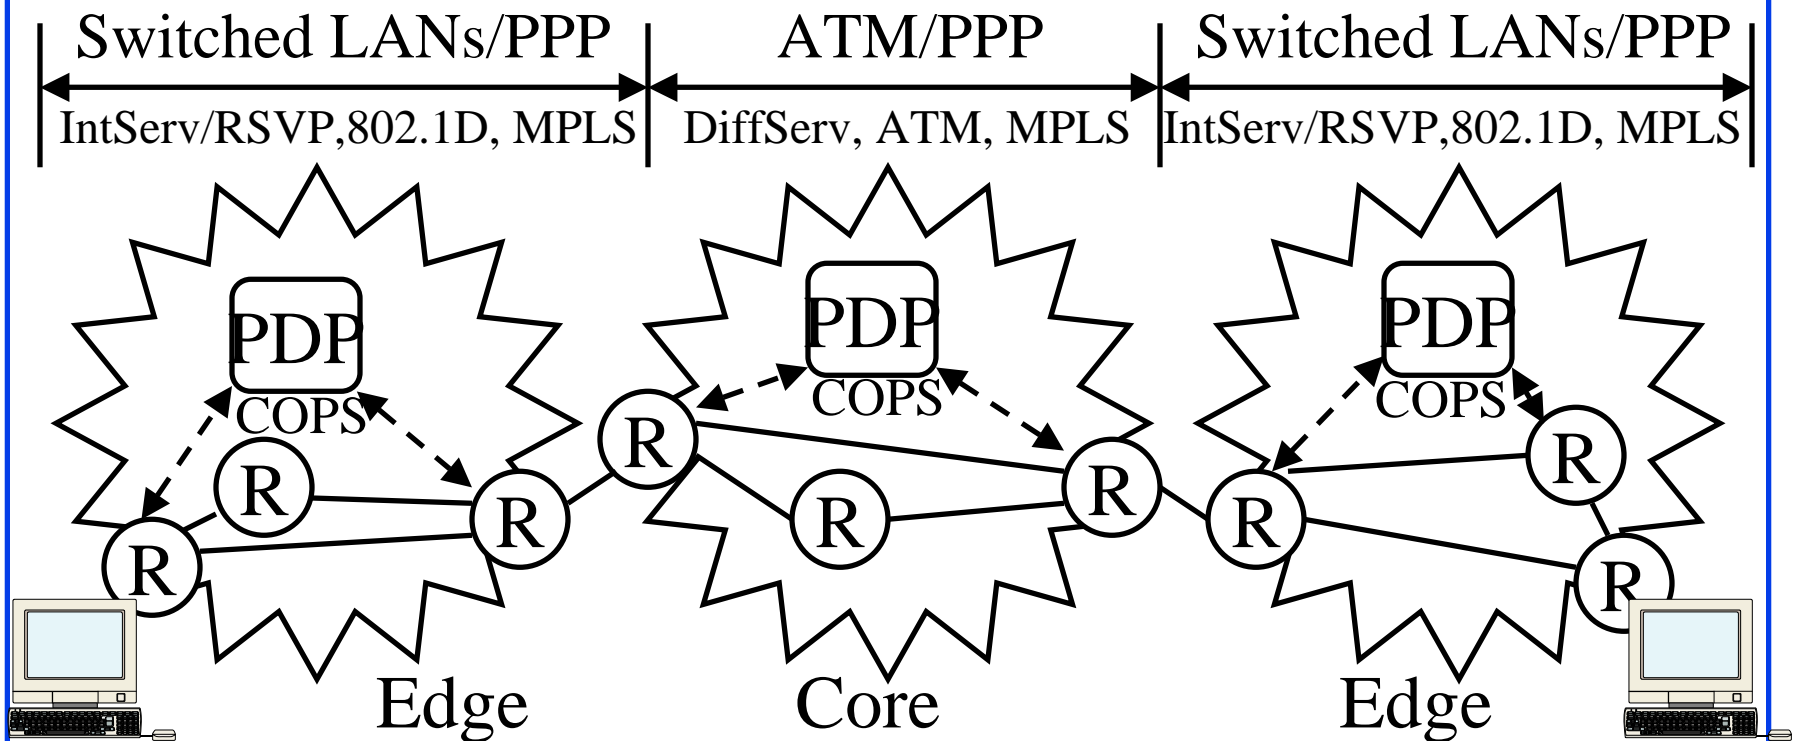 Switched LANs/PPP
ATM/PPP
Switched LANs/PPP
IntServ/RSVP,802.1D, MPLS
DiffServ, ATM, MPLS
IntServ/RSVP,802.1D, MPLS
PDP
PDP
PDP
COPS
COPS
COPS
R
R
R
R
R
R
R
R
R
Edge
Core
Edge